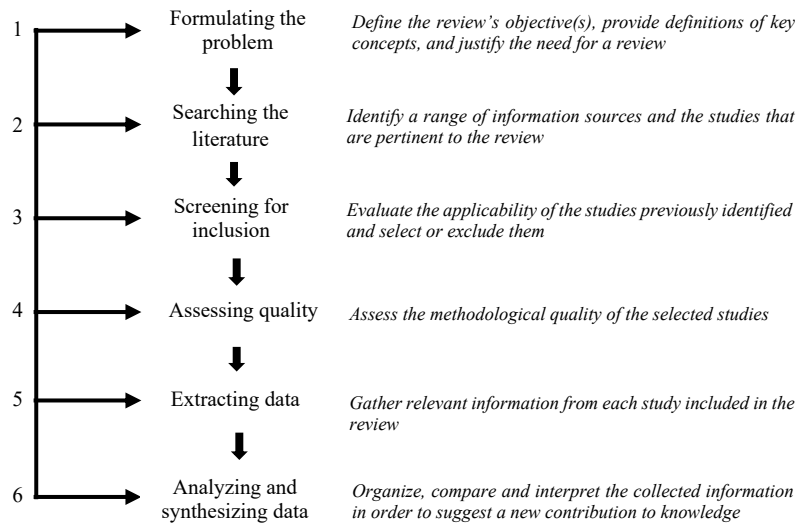 1
Formulating the
problem
Define the review's objective(s), provide definitions of key
concepts, and justify the need for a review
2
Searching the
literature
Identify a range of information sources and the studies that
are pertinent to the review
3
Screening for
inclusion
Evaluate the applicability of the studies previously identified
and select or exclude them
4
Assessing quality
Assess the methodological quality of the selected studies
5
Extracting data
Gather relevant information from each study included in the
review
6
Analyzing and
synthesizing data
Organize, compare and interpret the collected information
in order to suggest a new contribution to knowledge